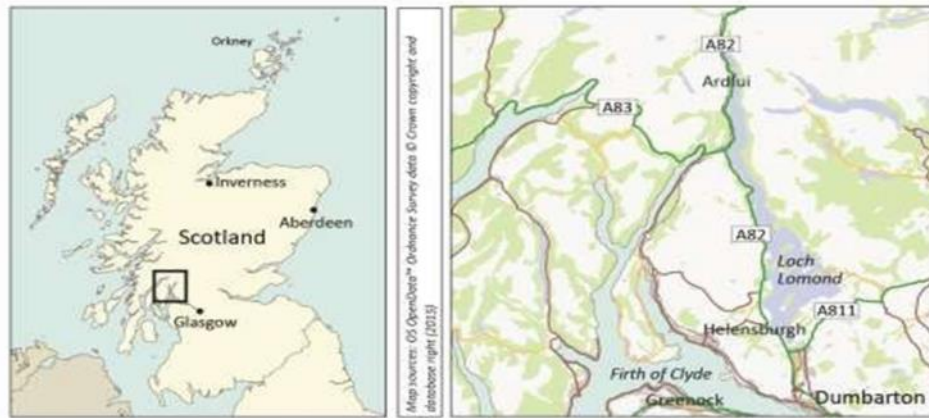 Orkney
Inverness
Aberdeen
Scotland
Glasgow
Map sources: OS OpenData™ Ordnance Survey data © Crown copyright and
database right (2015)
A82
Ardlui
A83
A82
Loch
Lomond
A811
Helensburgh
Firth of Clyde
Greenock
Dumbarton